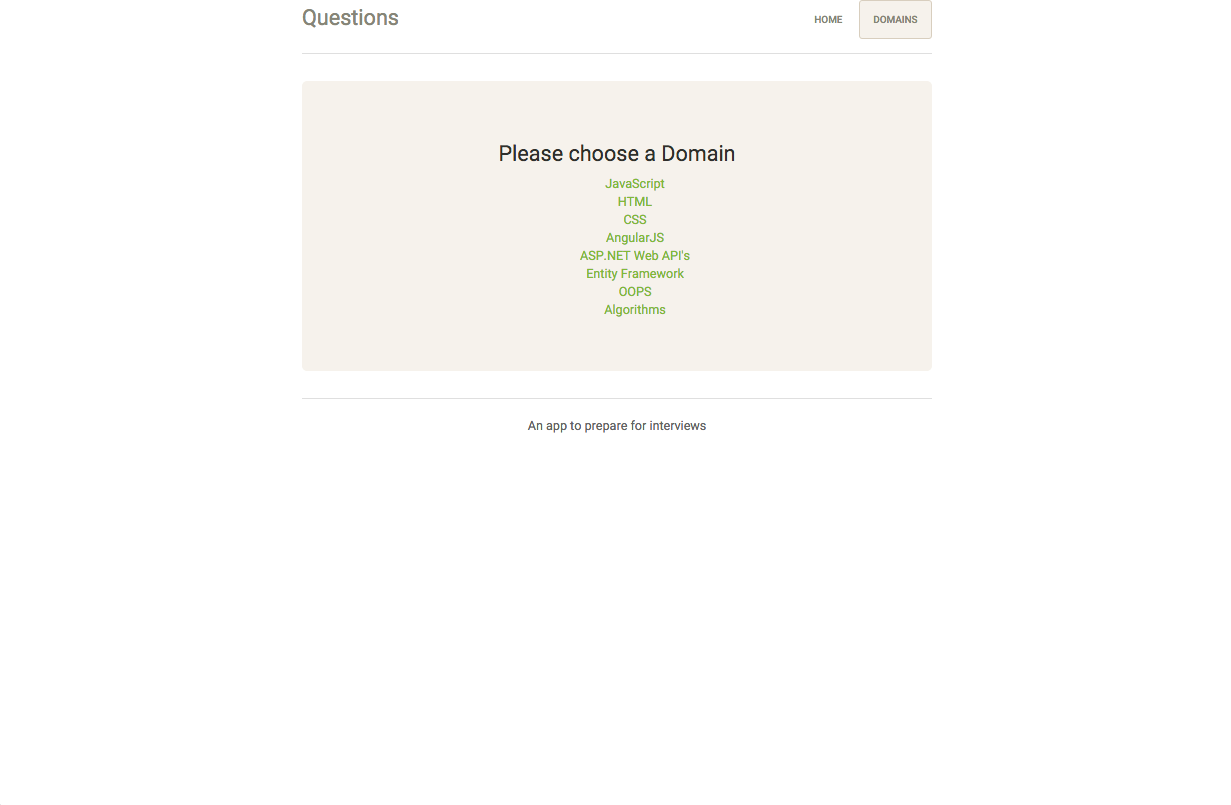 Questions
HOME
DOMAINS
Please choose a Domain
JavaScript
HTML
CSS
AngularJS
ASP.NET Web API's
Entity Framework
OOPS
Algorithms
An app to prepare for interviews